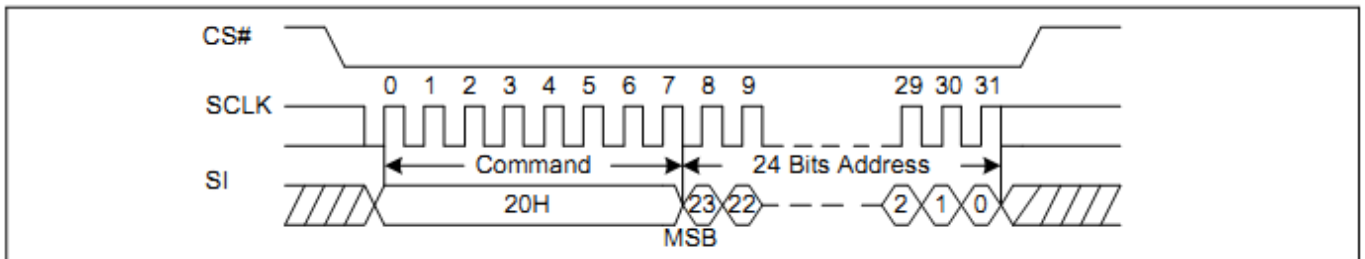 CS#
0 1 2 3 4 5 6 7 8 9 29 30 31
SCLK
Command 24 Bits Address
SI
20H 23 22 2 1 0
MSB